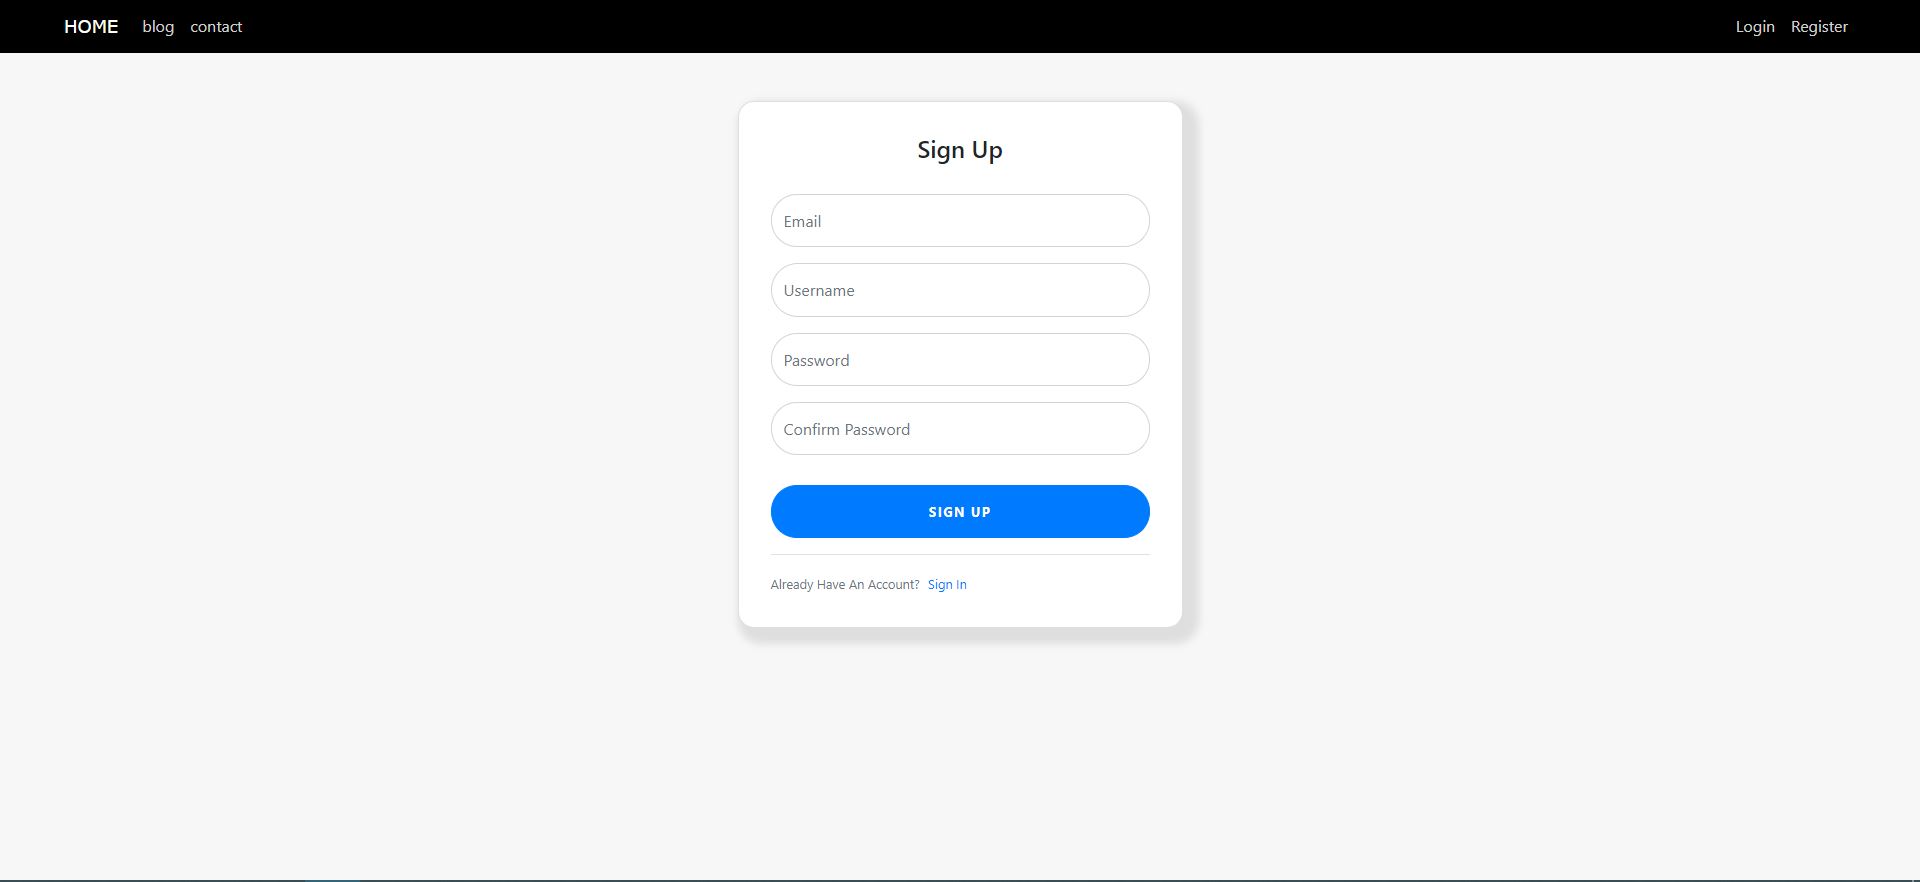 HOME blog contact Login Register
Sign Up
Email
Username
Password
Confirm Password
SIGN UP
Already Have An Account? Sign In